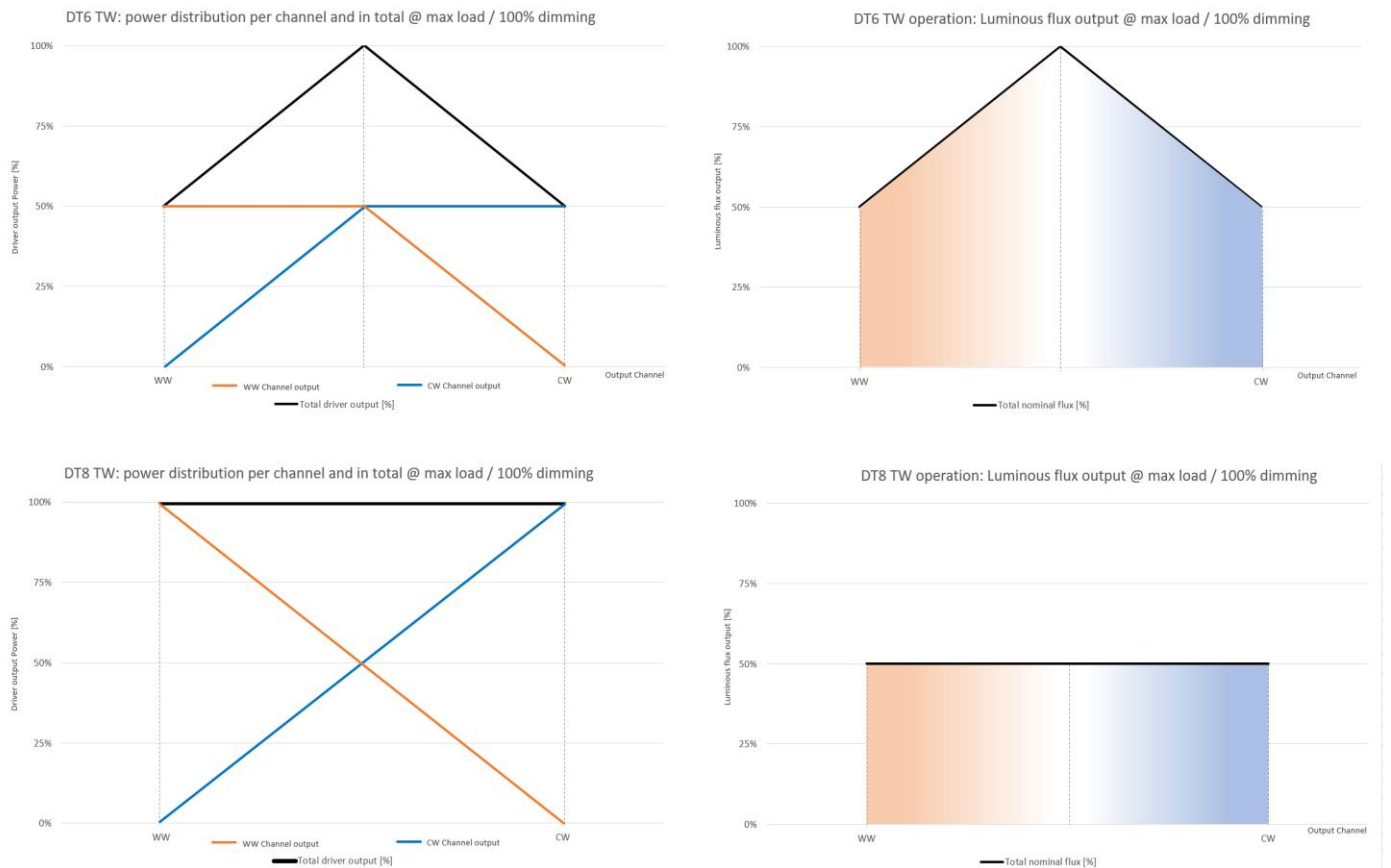 DT6 TW: power distribution per channel and in total @ max load / 100% dimming
100%
75%
50%
25%
0%
Driver output Power [%]
WW
CW
Output Channel
WW Channel output
CW Channel output
Total driver output [%]
DT6 TW operation: Luminous flux output @ max load / 100% dimming
100%
75%
50%
25%
0%
Luminous flux output [%]
WW
CW
Output Channel
Total nominal flux [%]
DT8 TW: power distribution per channel and in total @ max load / 100% dimming
100%
75%
50%
25%
0%
Driver output Power [%]
WW
CW
WW Channel output
CW Channel output
Total driver output [%]
DT8 TW operation: Luminous flux output @ max load / 100% dimming
100%
75%
50%
25%
0%
Luminous flux output [%]
WW
CW
Output Channel
Total nominal flux [%]